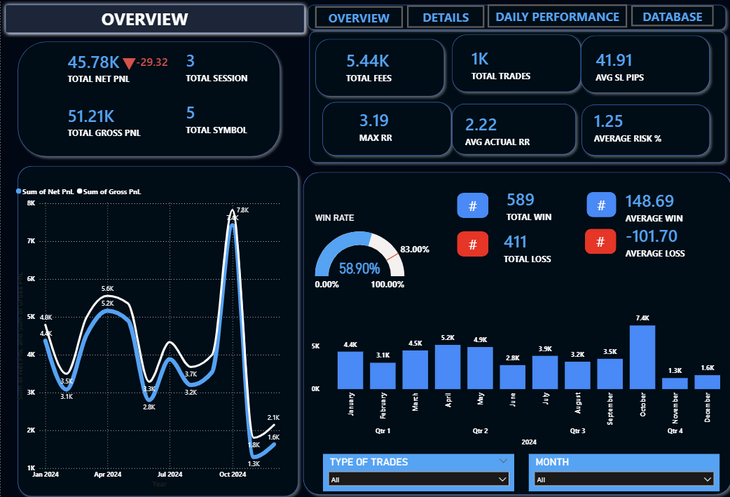 OVERVIEW
OVERVIEW
DETAILS
DAILY PERFORMANCE
DATABASE
45.78K ▼-29.32
TOTAL NET PNL
3
TOTAL SESSION
51.21K
TOTAL GROSS PNL
5
TOTAL SYMBOL
5.44K
TOTAL FEES
1K
TOTAL TRADES
41.91
AVG SL PIPS
3.19
MAX RR
2.22
AVG ACTUAL RR
1.25
AVERAGE RISK %
Sum of Net PnL Sum of Gross PnL
8K
7K
6K
5K
4K
3K
2K
1K
4.8K
4.4K
3.5K
3.1K
5.6K
5.2K
3.3K
2.8K
3.7K
3.2K
7.8K
7.4K
1.8K
1.3K
2.1K
1.6K
Jan 2024
Apr 2024
Jul 2024
Oct 2024
Year
WIN RATE
58.90%
83.00%
0.00%
100.00%
#
589
TOTAL WIN
#
148.69
AVERAGE WIN
#
411
TOTAL LOSS
#
-101.70
AVERAGE LOSS
5K
0K
4.4K
3.1K
4.5K
5.2K
4.9K
2.8K
3.9K
3.2K
3.5K
7.4K
1.3K
1.6K
January
February
March
April
May
June
July
August
September
October
November
December
Qtr 1
Qtr 2
Qtr 3
Qtr 4
2024
TYPE OF TRADES
All
MONTH
All